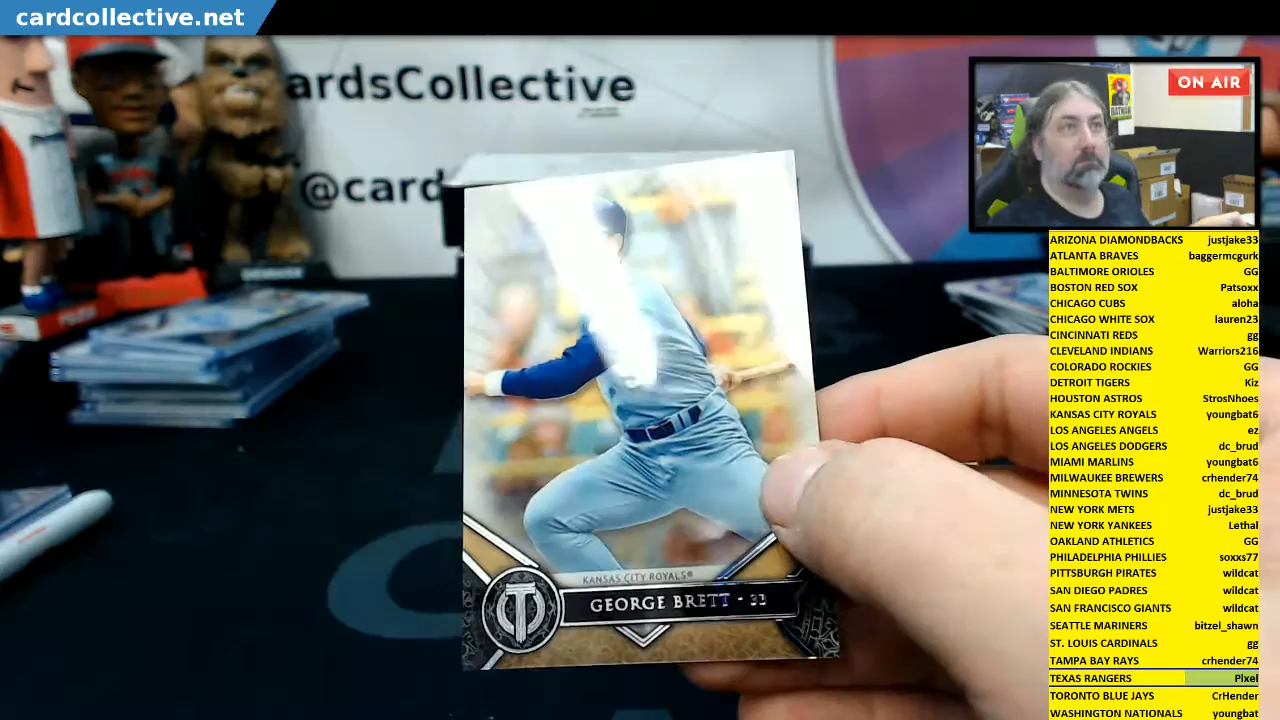 cardcollective.net
ardsCollective
@card
ON AIR
KANSAS CITY ROYALS®
GEORGE BRETT - 33
ARIZONA DIAMONDBACKS justjake33
ATLANTA BRAVES baggermcgurk
BALTIMORE ORIOLES GG
BOSTON RED SOX Patsoxx
CHICAGO CUBS aloha
CHICAGO WHITE SOX lauren23
CINCINNATI REDS gg
CLEVELAND INDIANS Warriors216
COLORADO ROCKIES GG
DETROIT TIGERS Kiz
HOUSTON ASTROS StrosNhoes
KANSAS CITY ROYALS youngbat6
LOS ANGELES ANGELS ez
LOS ANGELES DODGERS dc_brud
MIAMI MARLINS youngbat6
MILWAUKEE BREWERS crhender74
MINNESOTA TWINS dc_brud
NEW YORK METS justjake33
NEW YORK YANKEES Lethal
OAKLAND ATHLETICS GG
PHILADELPHIA PHILLIES soxxs77
PITTSBURGH PIRATES wildcat
SAN DIEGO PADRES wildcat
SAN FRANCISCO GIANTS wildcat
SEATTLE MARINERS bitzel_shawn
ST. LOUIS CARDINALS gg
TAMPA BAY RAYS crhender74
TEXAS RANGERS Pixel
TORONTO BLUE JAYS CrHender
WASHINGTON NATIONALS youngbat